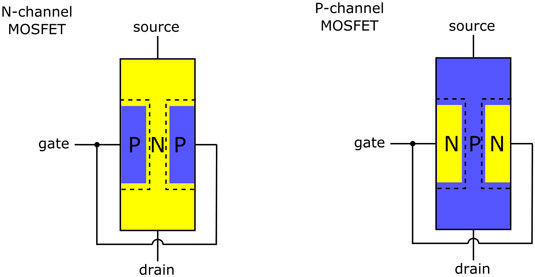 N-channel
MOSFET
source
gate
P N P
drain
P-channel
MOSFET
source
gate
N P N
drain